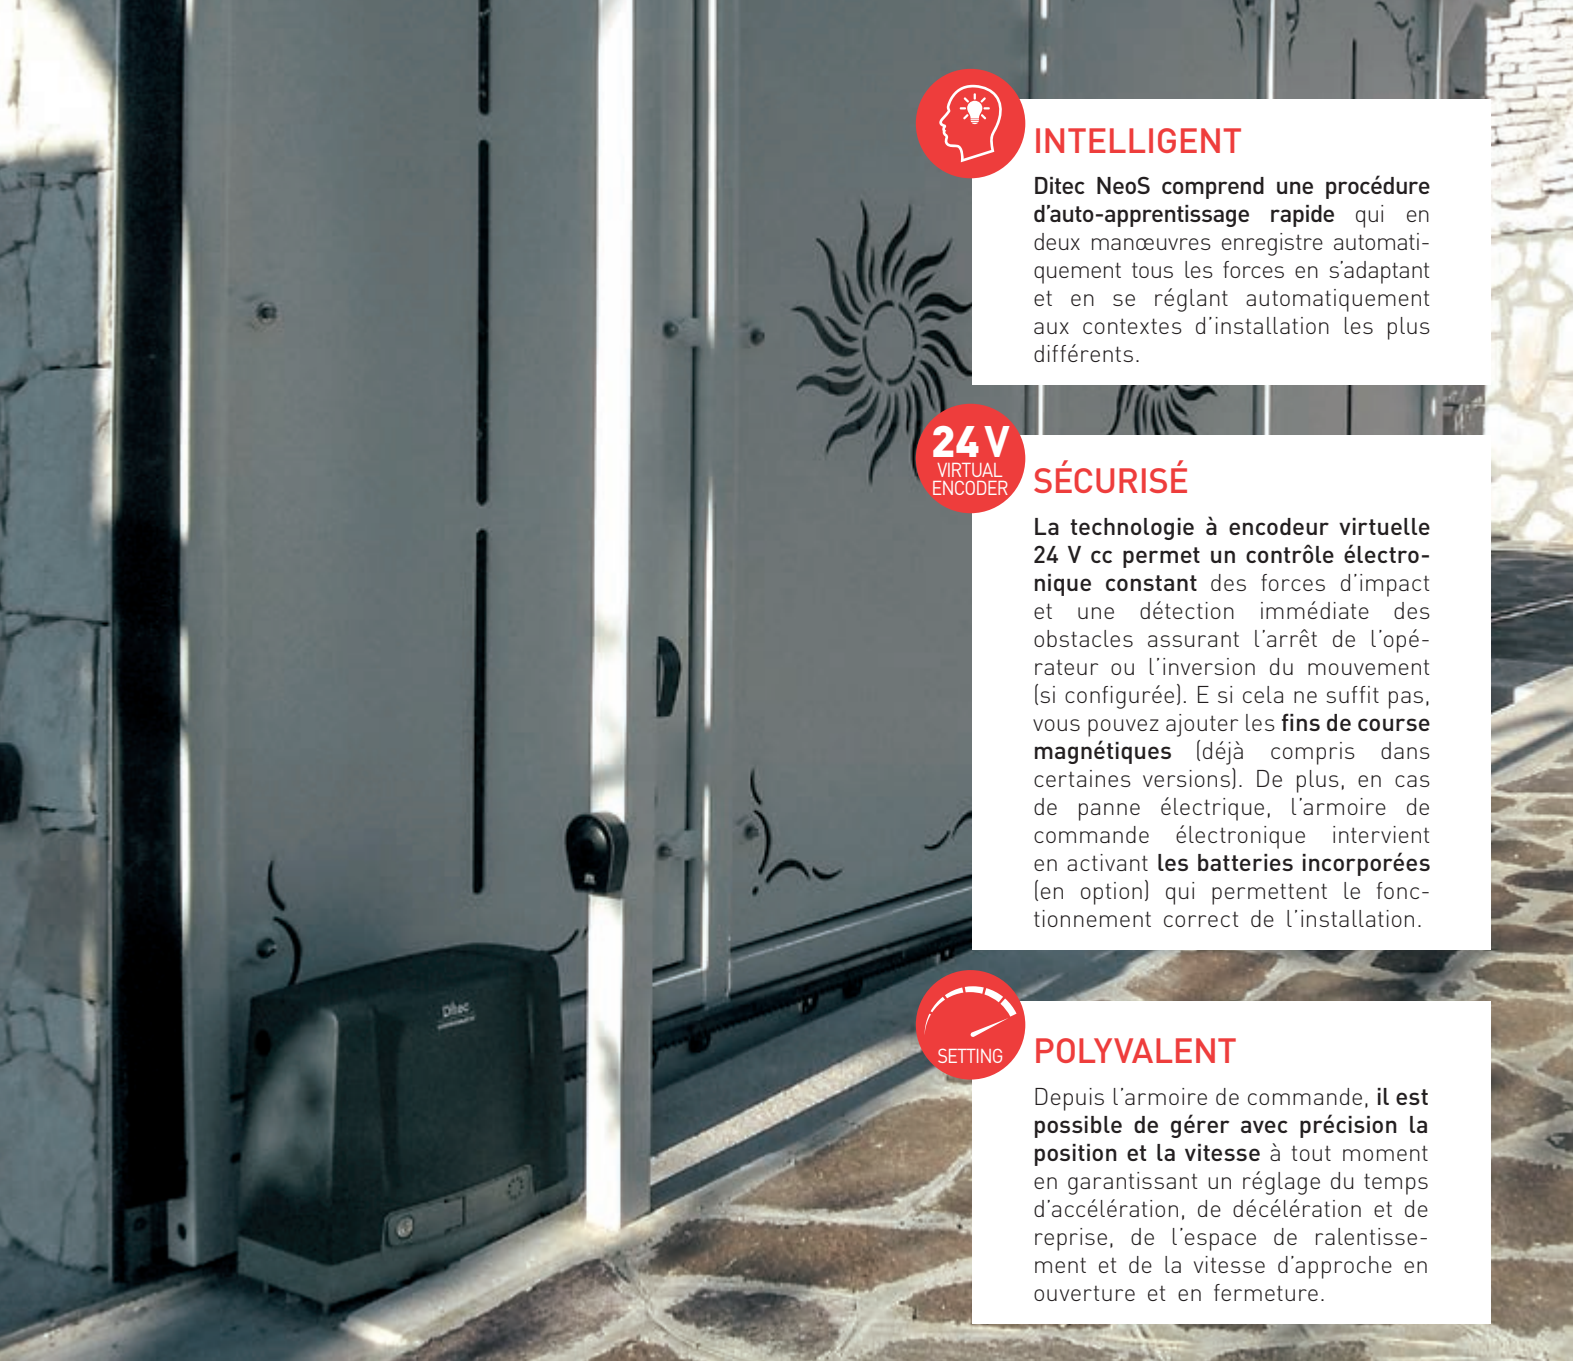 INTELLIGENT
Ditec NeoS comprend une procédure
d’auto-apprentissage rapide qui en
deux manœuvres enregistre automati-
quement tous les forces en s’adaptant
et en se réglant automatiquement
aux contextes d’installation les plus
différents.
24 V
VIRTUAL
ENCODER
SÉCURISÉ
La technologie à encodeur virtuelle
24 V cc permet un contrôle électro-
nique constant des forces d’impact
et une détection immédiate des
obstacles assurant l’arrêt de l’opé-
rateur ou l’inversion du mouvement
(si configurée). E si cela ne suffit pas,
vous pouvez ajouter les fins de course
magnétiques (déjà compris dans
certaines versions). De plus, en cas
de panne électrique, l’armoire de
commande électronique intervient
en activant les batteries incorporées
(en option) qui permettent le fonc-
tionnement correct de l’installation.
SETTING
POLYVALENT
Depuis l’armoire de commande, il est
possible de gérer avec précision la
position et la vitesse à tout moment
en garantissant un réglage du temps
d’accélération, de décélération et de
reprise, de l’espace de ralentisse-
ment et de la vitesse d’approche en
ouverture et en fermeture.
Ditec